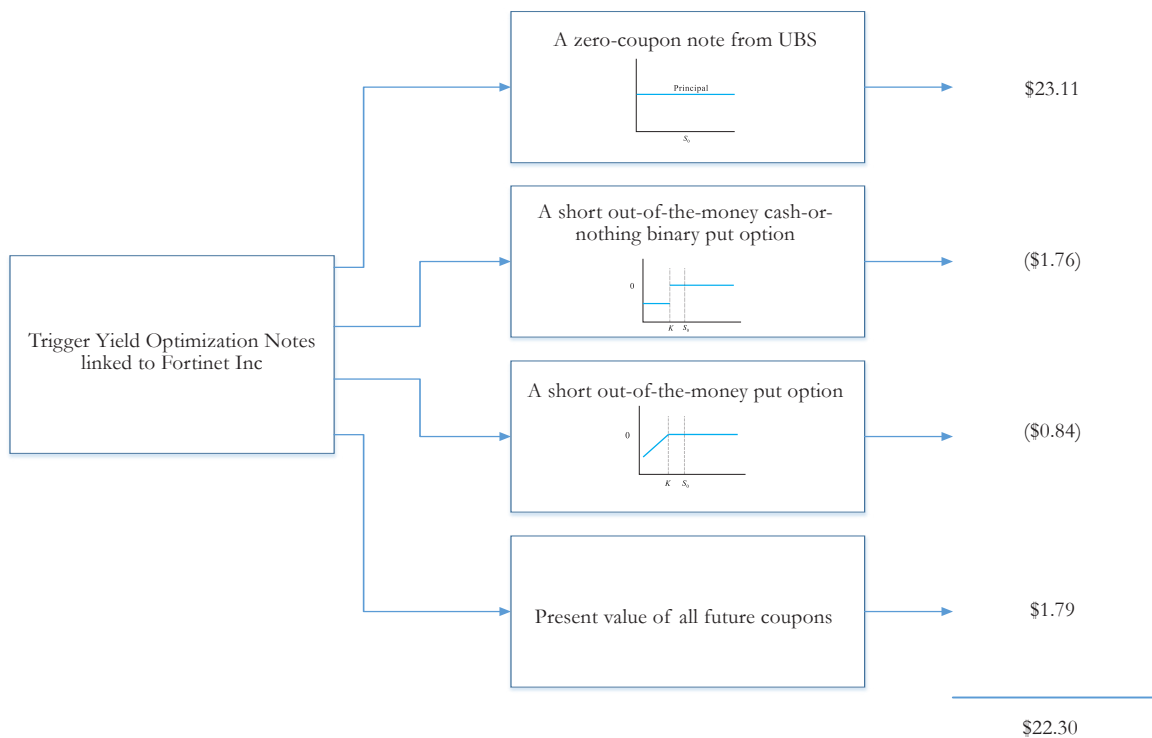 A zero-coupon note from UBS
Principal
S₀
$23.11
A short out-of-the-money cash-or-
nothing binary put option
0
K
S₀
($1.76)
Trigger Yield Optimization Notes
linked to Fortinet Inc
A short out-of-the-money put option
0
K
S₀
($0.84)
Present value of all future coupons
$1.79
$22.30